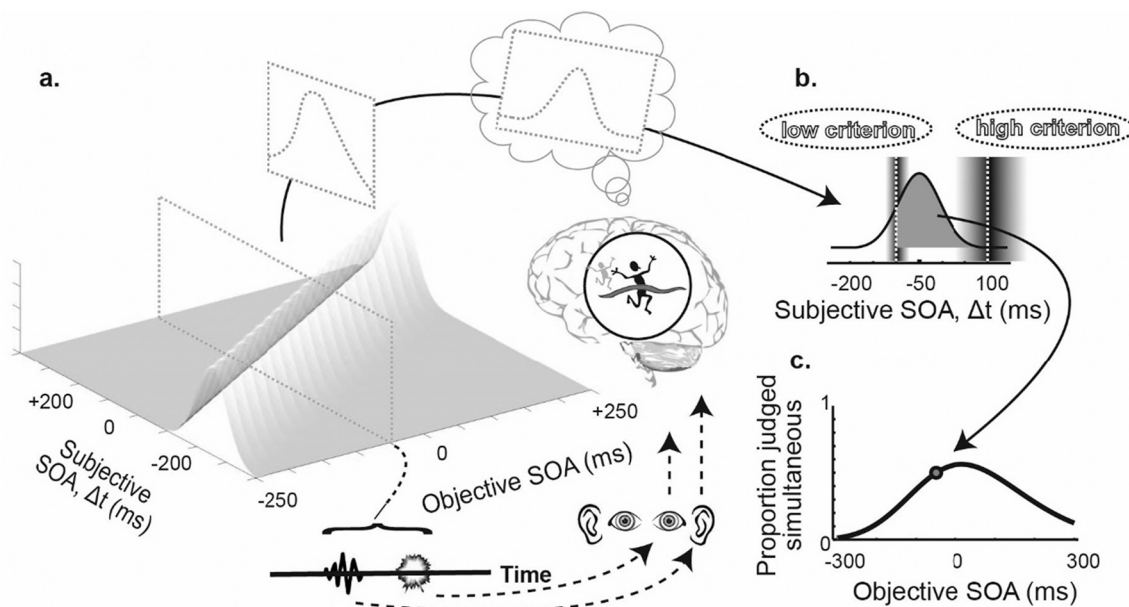 a.
+200
0
-200
Subjective
SOA, Δt (ms)
-250
0
+250
Objective SOA (ms)
Time
b.
low criterion
high criterion
-200
-50
100
Subjective SOA, Δt (ms)
c.
Proportion judged
simultaneous
1
0
-300
0
300
Objective SOA (ms)